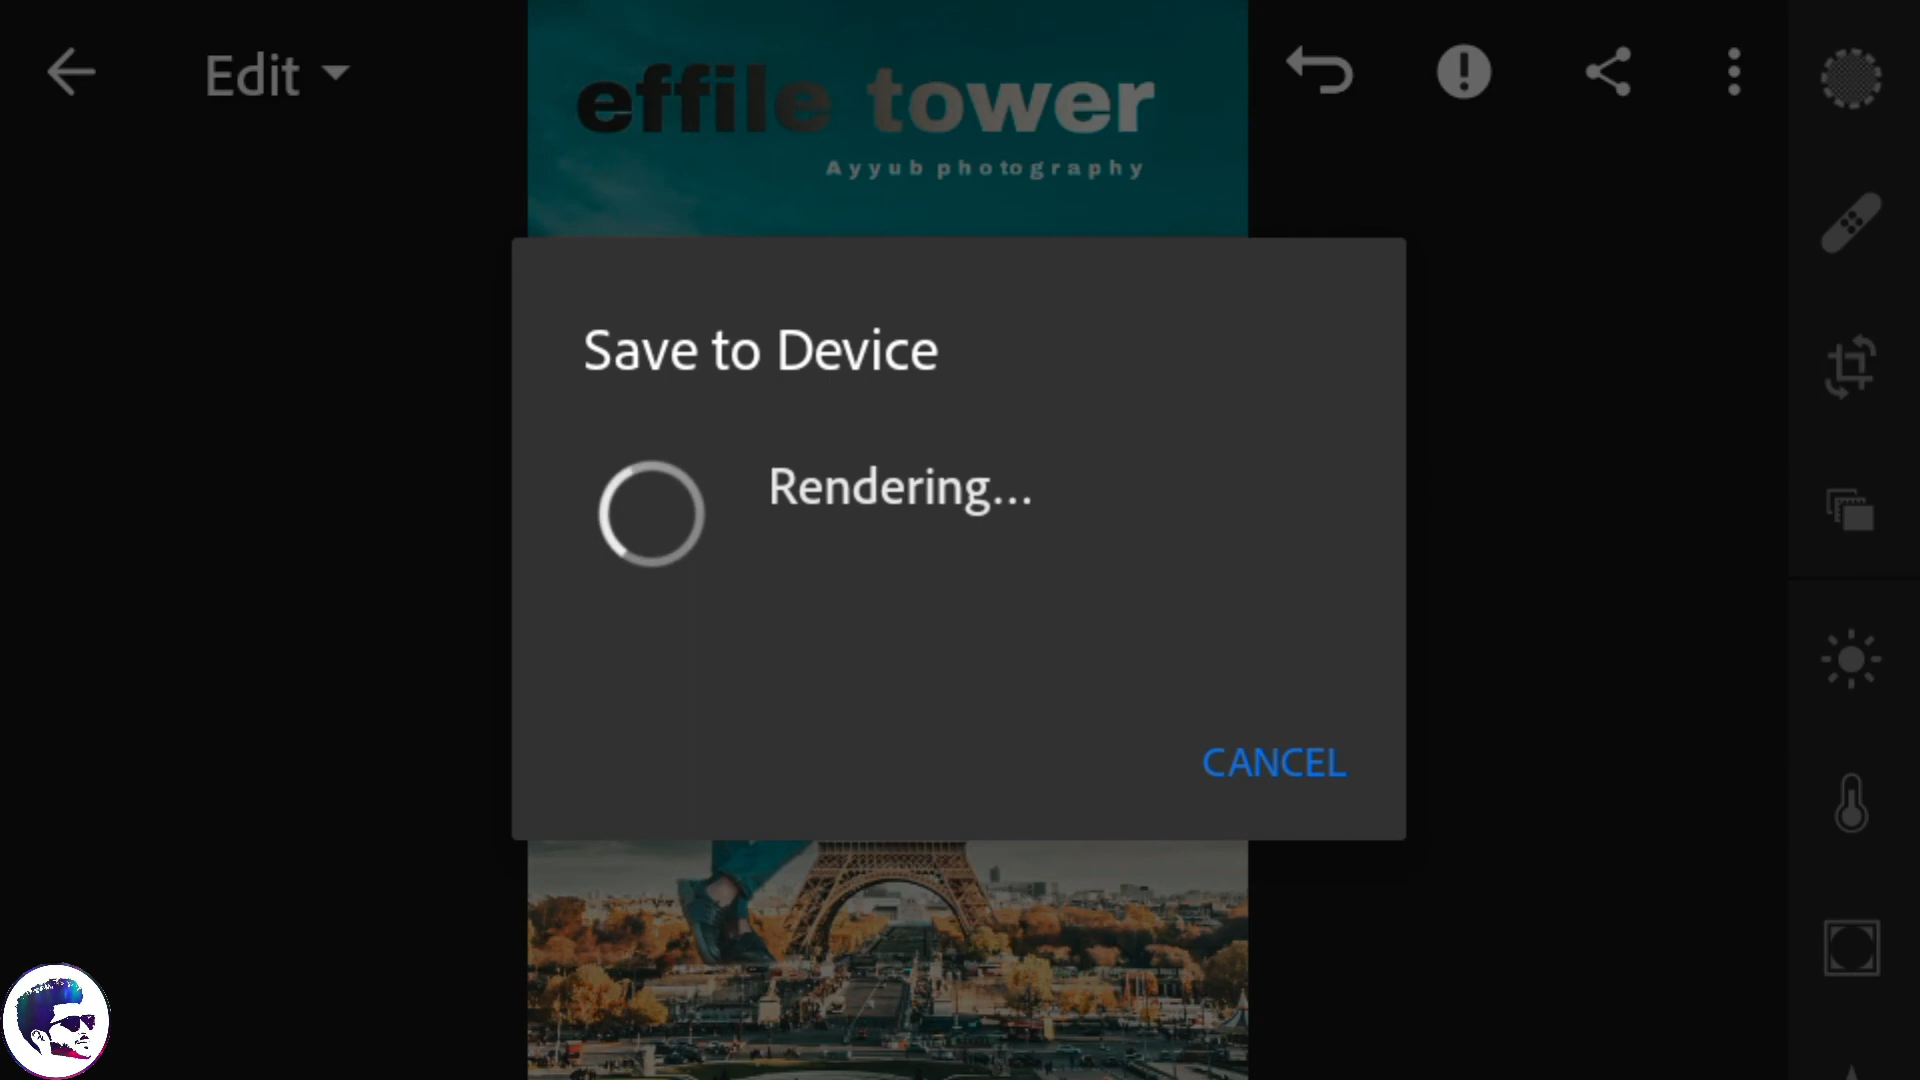 Edit
effile tower
Ayyub photography
Save to Device
Rendering...
CANCEL